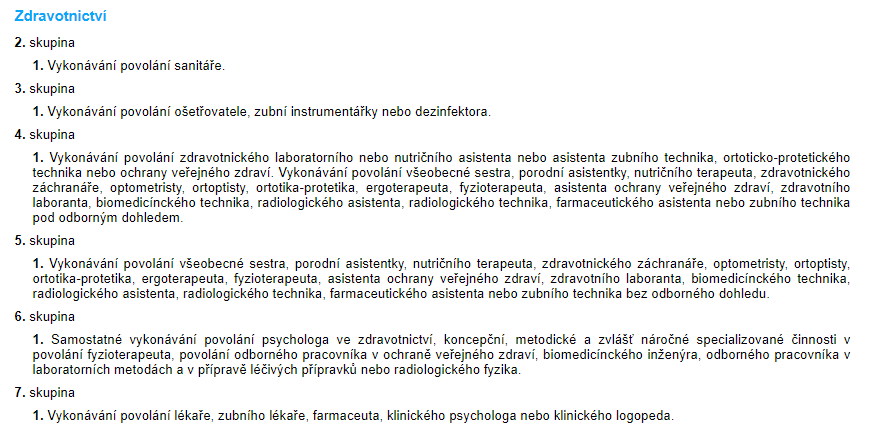 Zdravotnictví
2. skupina
1. Vykonávání povolání sanitáře.
3. skupina
1. Vykonávání povolání ošetřovatele, zubní instrumentářky nebo dezinfektora.
4. skupina
1. Vykonávání povolání zdravotnického laboratorního nebo nutričního asistenta nebo asistenta zubního technika, ortoticko-protetického
technika nebo ochrany veřejného zdraví. Vykonávání povolání všeobecné sestra, porodní asistentky, nutričního terapeuta, zdravotnického
záchranáře, optometristy, ortoptisty, ortotika-protetika, ergoterapeuta, fyzioterapeuta, asistenta ochrany veřejného zdraví, zdravotního
laboranta, biomedicínckého technika, radiologického asistenta, radiologického technika, farmaceutického asistenta nebo zubního technika
pod odborným dohledem.
5. skupina
1. Vykonávání povolání všeobecné sestra, porodní asistentky, nutričního terapeuta, zdravotnického záchranáře, optometristy, ortoptisty,
ortotika-protetika, ergoterapeuta, fyzioterapeuta, asistenta ochrany veřejného zdraví, zdravotního laboranta, biomedicínckého technika,
radiologického asistenta, radiologického technika, farmaceutického asistenta nebo zubního technika bez odborného dohledu.
6. skupina
1. Samostatné vykonávání povolání psychologa ve zdravotnictví, koncepční, metodické a zvlášť náročné specializované činnosti v
povolání fyzioterapeuta, povolání odborného pracovníka v ochraně veřejného zdraví, biomedicínckého inženýra, odborného pracovníka v
laboratorních metodách a v přípravě léčivých přípravků nebo radiologického fyzika.
7. skupina
1. Vykonávání povolání lékaře, zubního lékaře, farmaceuta, klinického psychologa nebo klinického logopeda.